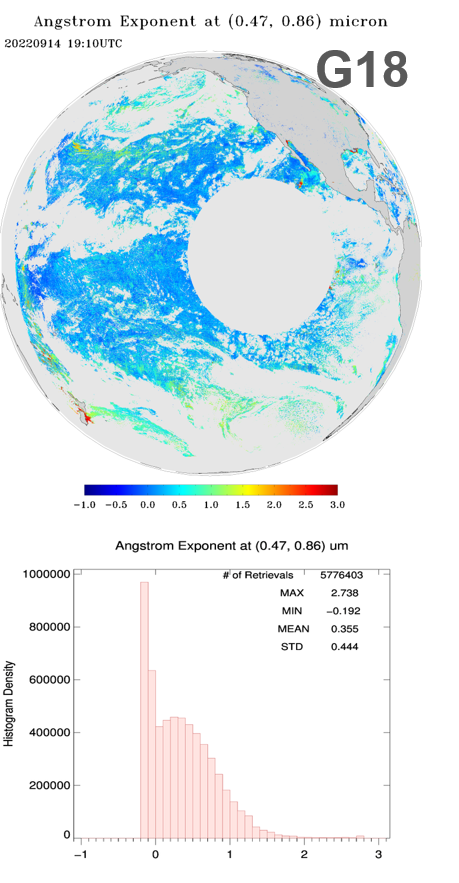 Angstrom Exponent at (0.47, 0.86) micron
20220914 19:10UTC
G18
−1.0 −0.5 0.0 0.5 1.0 1.5 2.0 2.5 3.0
Angstrom Exponent at (0.47, 0.86) um
# of Retrievals 5776403
MAX 2.738
MIN −0.192
MEAN 0.355
STD 0.444
Histogram Density
1000000
800000
600000
400000
200000
0
−1 0 1 2 3